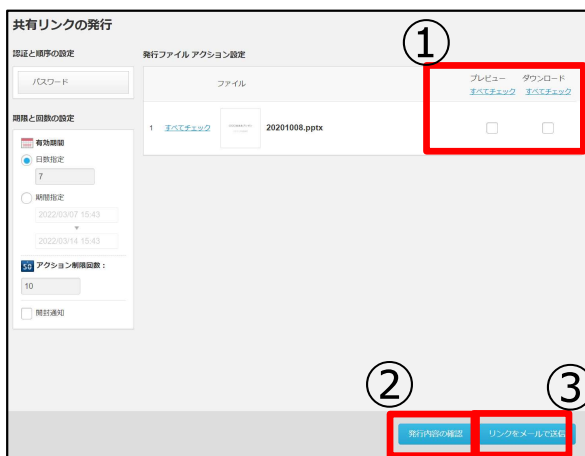 共有リンクの発行
認証と順序の設定
パスワード
期限と回数の設定
有効期間
日数指定
7
期間指定
2022/03/07 15:43
▼
2022/03/14 15:43
50 アクション制限回数：
10
開封通知
発行ファイル アクション設定
①
ファイル
プレビュー ダウンロード
すべてチェック すべてチェック
1 すべてチェック 20201008.pptx
②
③
発行内容の確認 リンクをメールで送信